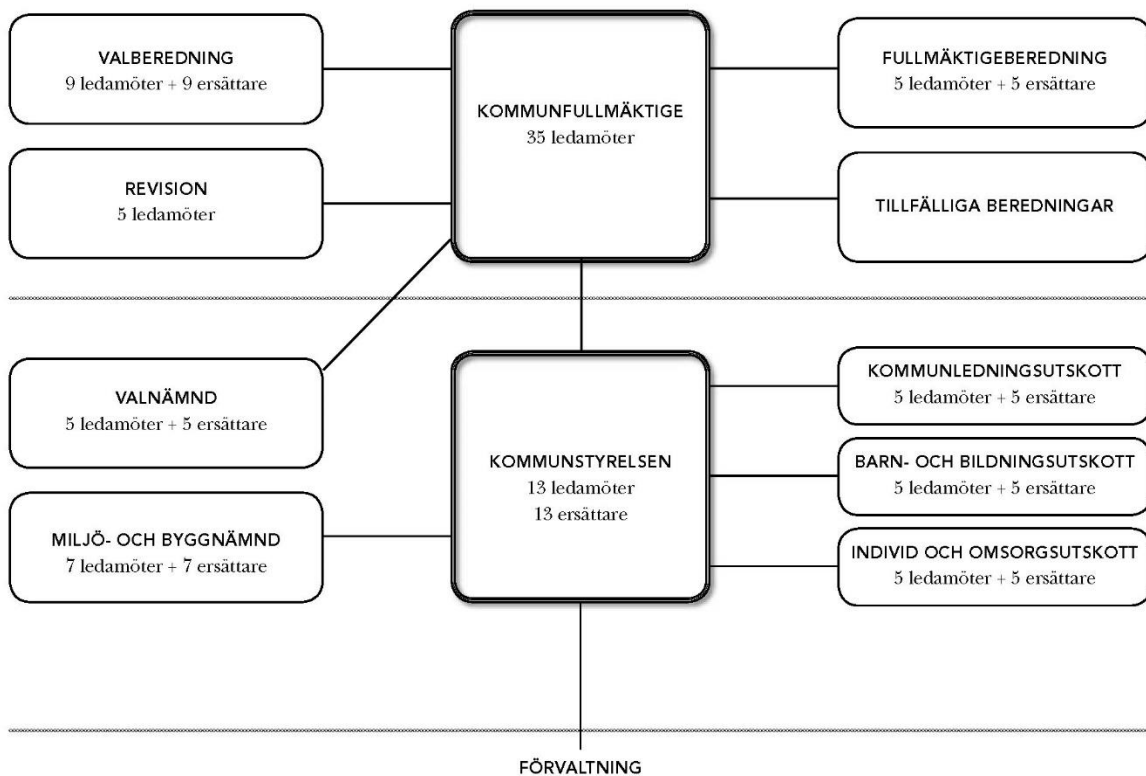 VALBEREDNING
9 ledamöter + 9 ersättare
KOMMUNFULLMÄKTIGE
35 ledamöter
FULLMÄKTIGEBEREDNING
5 ledamöter + 5 ersättare
REVISION
5 ledamöter
TILLFÄLLIGA BEREDNINGAR
VALNÄMND
5 ledamöter + 5 ersättare
KOMMUNSTYRELSEN
13 ledamöter
13 ersättare
KOMMUNLEDNINGSUTSKOTT
5 ledamöter + 5 ersättare
BARN- OCH BILDNINGSUTSKOTT
5 ledamöter + 5 ersättare
MILJÖ- OCH BYGGNÄMND
7 ledamöter + 7 ersättare
INDIVID OCH OMSORGSUTSKOTT
5 ledamöter + 5 ersättare
FÖRVALTNING